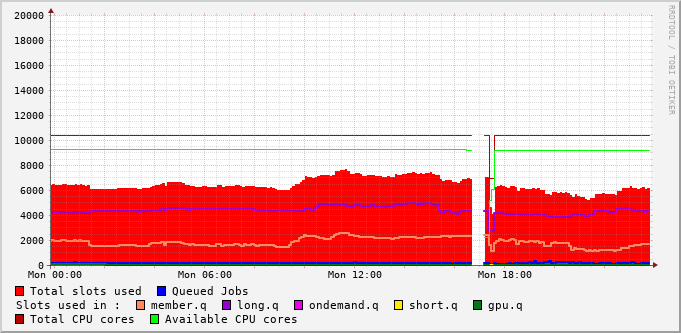 20000
18000
16000
14000
12000
10000
8000
6000
4000
2000
0
Mon 00:00 Mon 06:00 Mon 12:00 Mon 18:00
RRDTOOL / TOBI OETIKER
Total slots used Queued Jobs
Slots used in : member.q long.q ondemand.q short.q gpu.q
Total CPU cores Available CPU cores